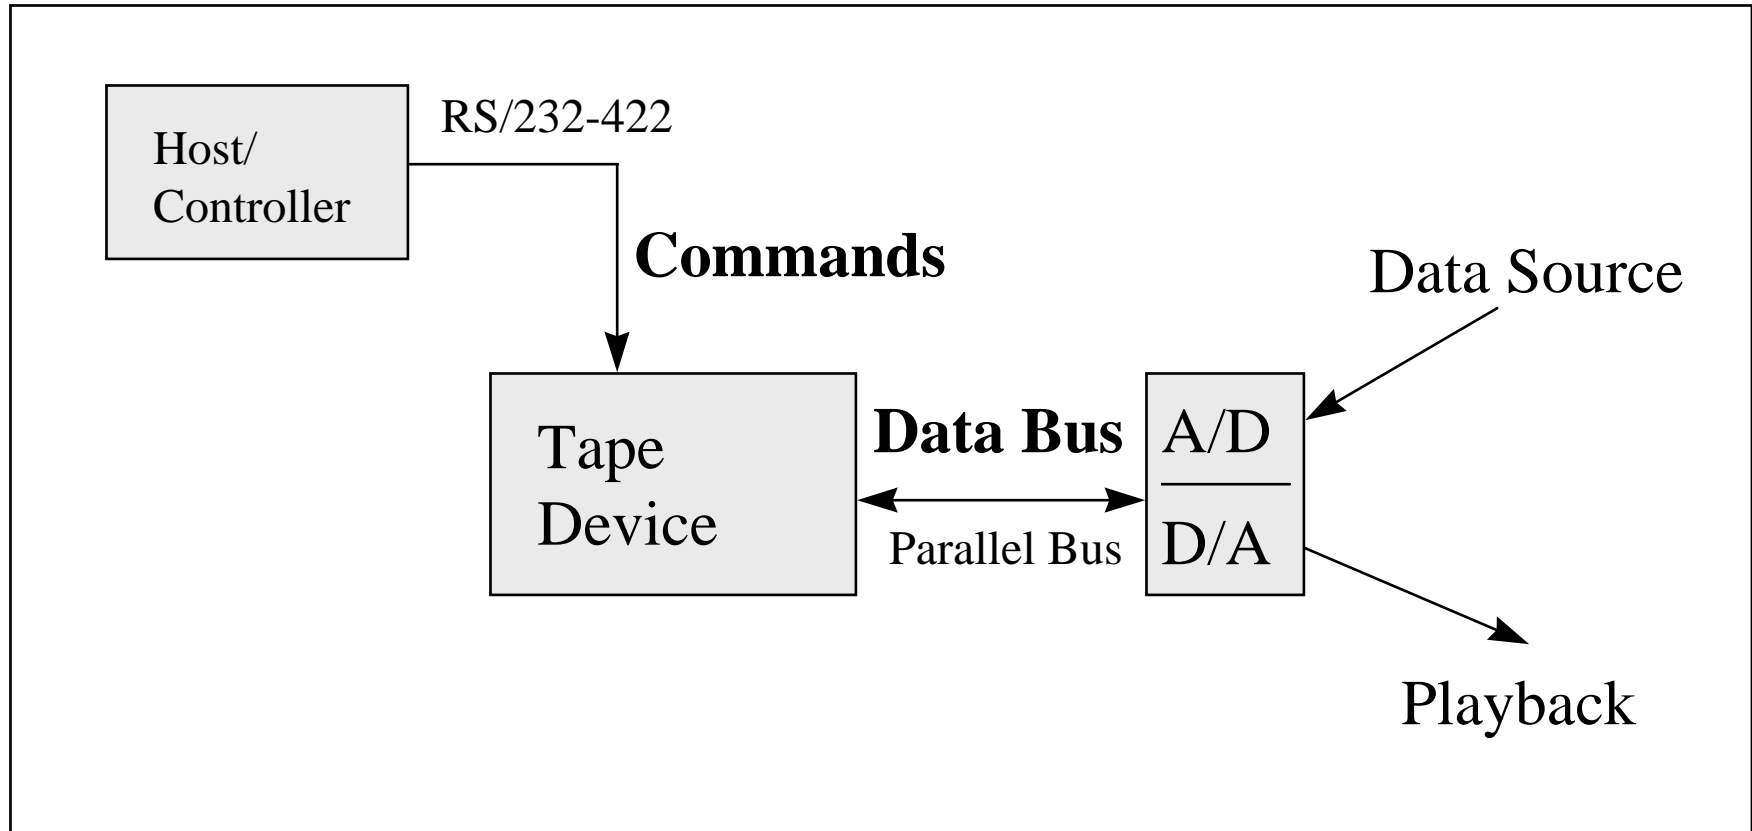 Host/
Controller
RS/232-422
Commands
Data Source
Tape
Device
Data Bus
Parallel Bus
A/D
D/A
Playback